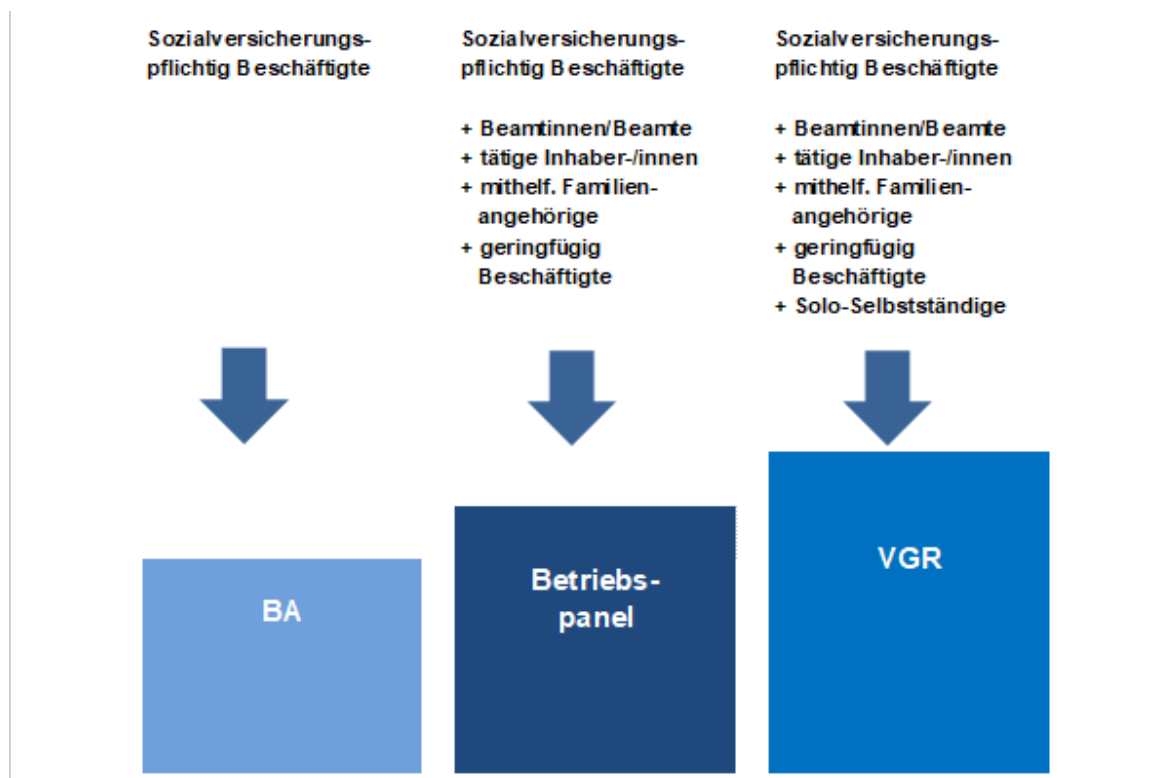 Sozialversicherungs-
pflichtig Beschäftigte
Sozialversicherungs-
pflichtig Beschäftigte
+ Beamtinnen/Beamte
+ tätige Inhaber-/innen
+ mithelf. Familien-
angehörige
+ geringfügig
Beschäftigte
Sozialversicherungs-
pflichtig Beschäftigte
+ Beamtinnen/Beamte
+ tätige Inhaber-/innen
+ mithelf. Familien-
angehörige
+ geringfügig
Beschäftigte
+ Solo-Selbstständige
BA
Betriebs-
panel
VGR